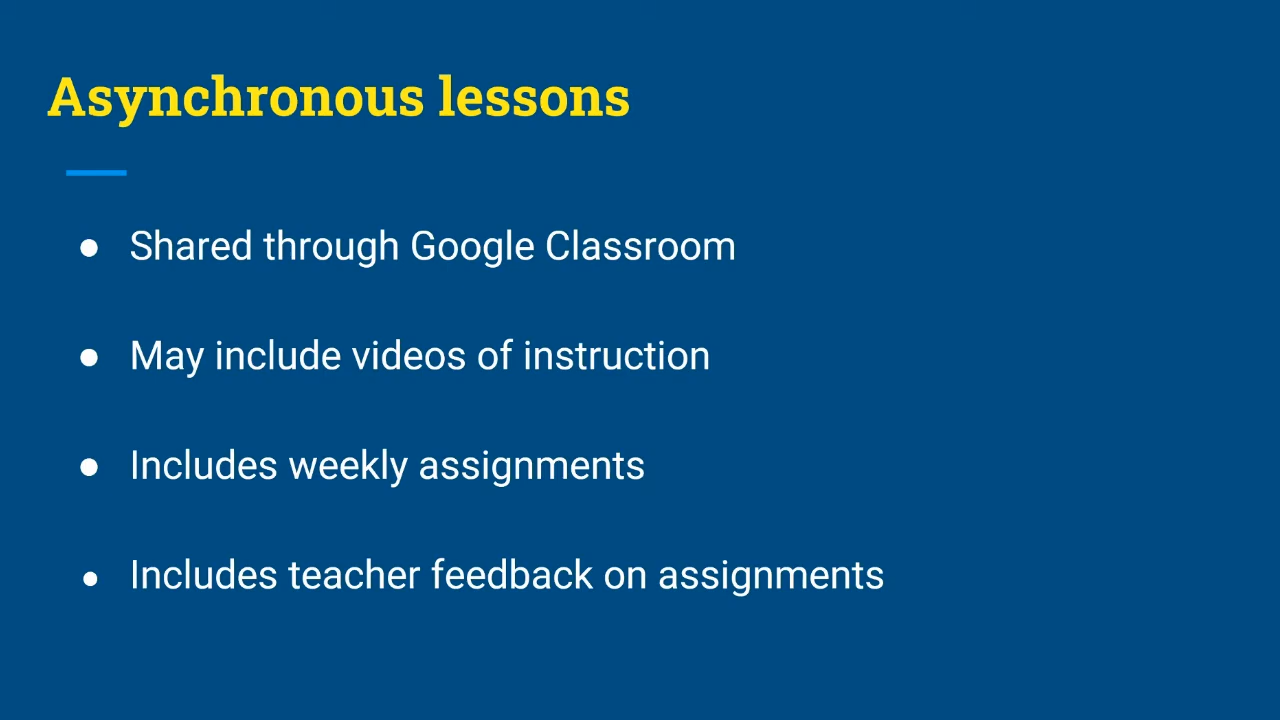 Asynchronous lessons
● Shared through Google Classroom
● May include videos of instruction
● Includes weekly assignments
● Includes teacher feedback on assignments